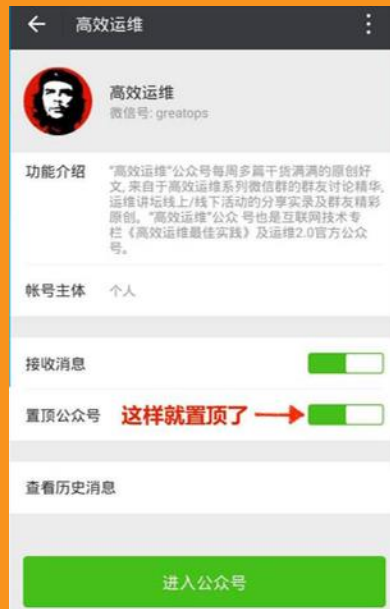 高效运维
高效运维
微信号: greatops
功能介绍
“高效运维”公众号每周多篇干货满满的原创好
文, 来自于高效运维系列微信群的群友讨论精华,
运维讲坛线上/线下活动的分享实录及群友精彩
原创。“高效运维”公众 号也是互联网技术专
栏《高效运维最佳实践》及运维2.0官方公众
号。
帐号主体 个人
接收消息
置顶公众号 这样就置顶了
查看历史消息
进入公众号